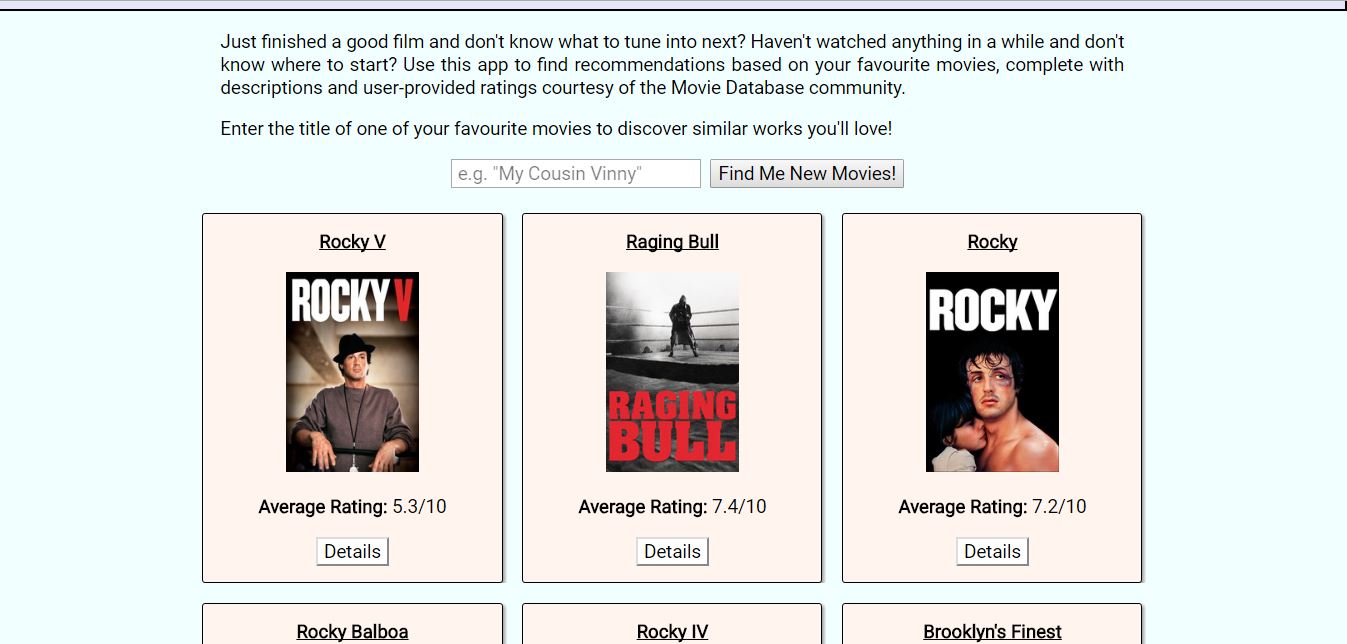 Just finished a good film and don't know what to tune into next? Haven't watched anything in a while and don't
know where to start? Use this app to find recommendations based on your favourite movies, complete with
descriptions and user-provided ratings courtesy of the Movie Database community.
Enter the title of one of your favourite movies to discover similar works you'll love!
e.g. "My Cousin Vinny"
Find Me New Movies!
Rocky V
ROCKY V
Average Rating: 5.3/10
Details
Raging Bull
RAGING
BULL
Average Rating: 7.4/10
Details
Rocky
ROCKY
Average Rating: 7.2/10
Details
Rocky Balboa
Rocky IV
Brooklyn's Finest